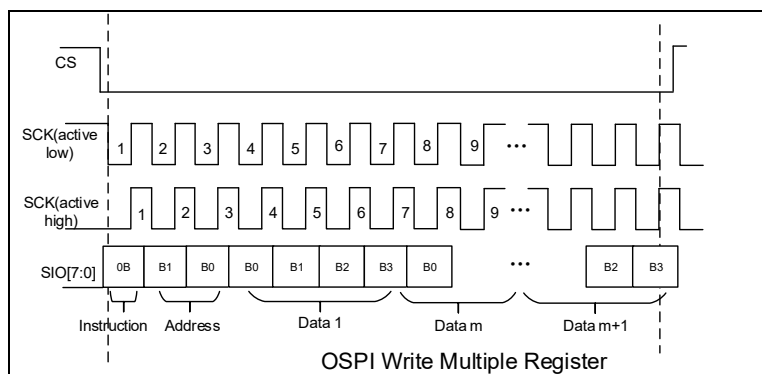 CS
SCK(active low)
1 2 3 4 5 6 7 8 9 •••
SCK(active high)
1 2 3 4 5 6 7 8 9 •••
SIO[7:0] 0B B1 B0 B0 B1 B2 B3 B0 ••• B2 B3
Instruction Address Data 1 Data m Data m+1
OSPI Write Multiple Register